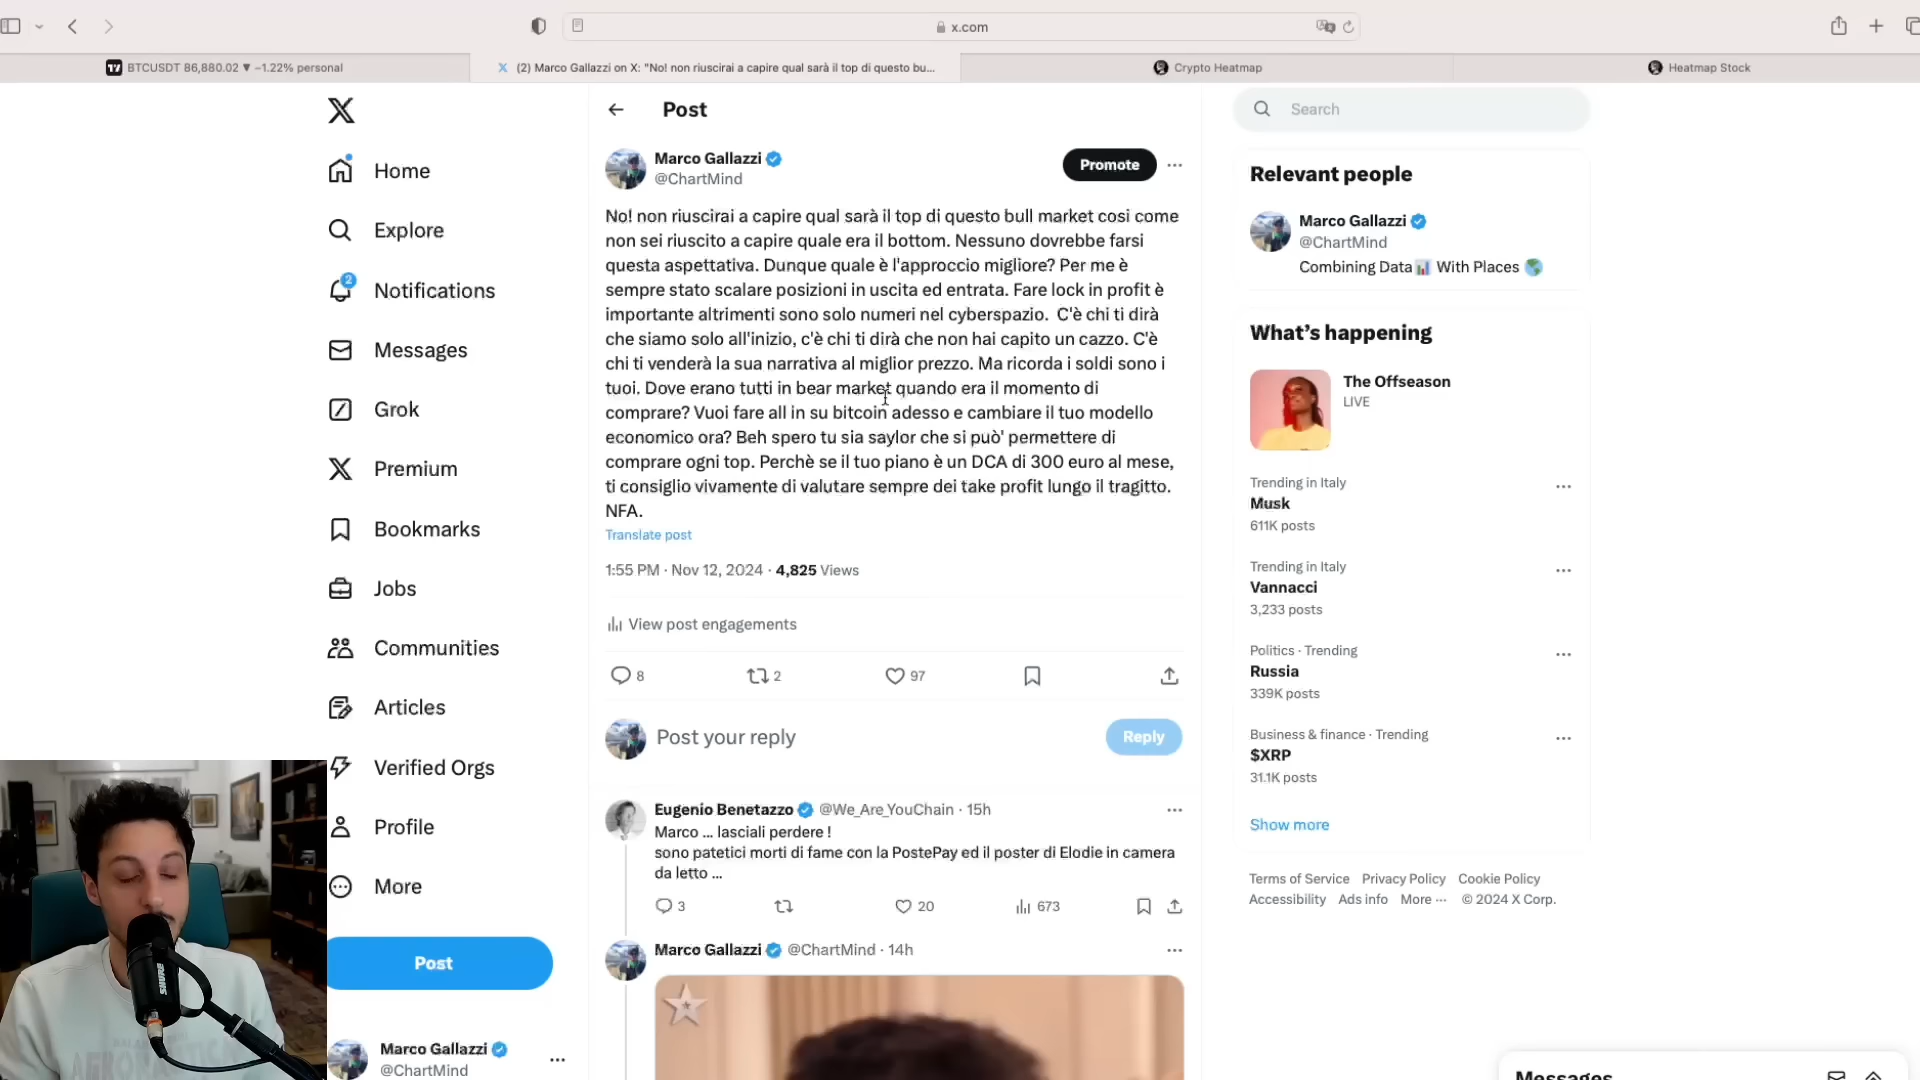 x.com
BTCUSDT 86,880.02 ▼ −1.22% personal
(2) Marco Gallazzi on X: "No! non riuscirai a capire qual sarà il top di questo bu...
Crypto Heatmap
Heatmap Stock
Home
Explore
2
Notifications
Messages
Grok
Premium
Bookmarks
Jobs
Communities
Articles
Verified Orgs
Profile
More
Post
Marco Gallazzi
@ChartMind
Post
Marco Gallazzi
@ChartMind
Promote
No! non riuscirai a capire qual sarà il top di questo bull market cosi come
non sei riuscito a capire quale era il bottom. Nessuno dovrebbe farsi
questa aspettativa. Dunque quale è l'approccio migliore? Per me è
sempre stato scalare posizioni in uscita ed entrata. Fare lock in profit è
importante altrimenti sono solo numeri nel cyberspazio.  C'è chi ti dirà
che siamo solo all'inizio, c'è chi ti dirà che non hai capito un cazzo. C'è
chi ti venderà la sua narrativa al miglior prezzo. Ma ricorda i soldi sono i
tuoi. Dove erano tutti in bear market quando era il momento di
comprare? Vuoi fare all in su bitcoin adesso e cambiare il tuo modello
economico ora? Beh spero tu sia saylor che si può' permettere di
comprare ogni top. Perchè se il tuo piano è un DCA di 300 euro al mese,
ti consiglio vivamente di valutare sempre dei take profit lungo il tragitto.
NFA.
Translate post
1:55 PM · Nov 12, 2024 · 4,825 Views
View post engagements
8 2 97
Post your reply
Reply
Eugenio Benetazzo @We_Are_YouChain · 15h
Marco ... lasciali perdere !
sono patetici morti di fame con la PostePay ed il poster di Elodie in camera
da letto ...
3 20 673
Marco Gallazzi @ChartMind · 14h
Search
Relevant people
Marco Gallazzi
@ChartMind
Combining Data📊 With Places 🌎
What's happening
The Offseason
LIVE
Trending in Italy
Musk
611K posts
Trending in Italy
Vannacci
3,233 posts
Politics · Trending
Russia
339K posts
Business & finance · Trending
$XRP
31.1K posts
Show more
Terms of Service Privacy Policy Cookie Policy
Accessibility Ads info More ··· © 2024 X Corp.
Messages
SHURE